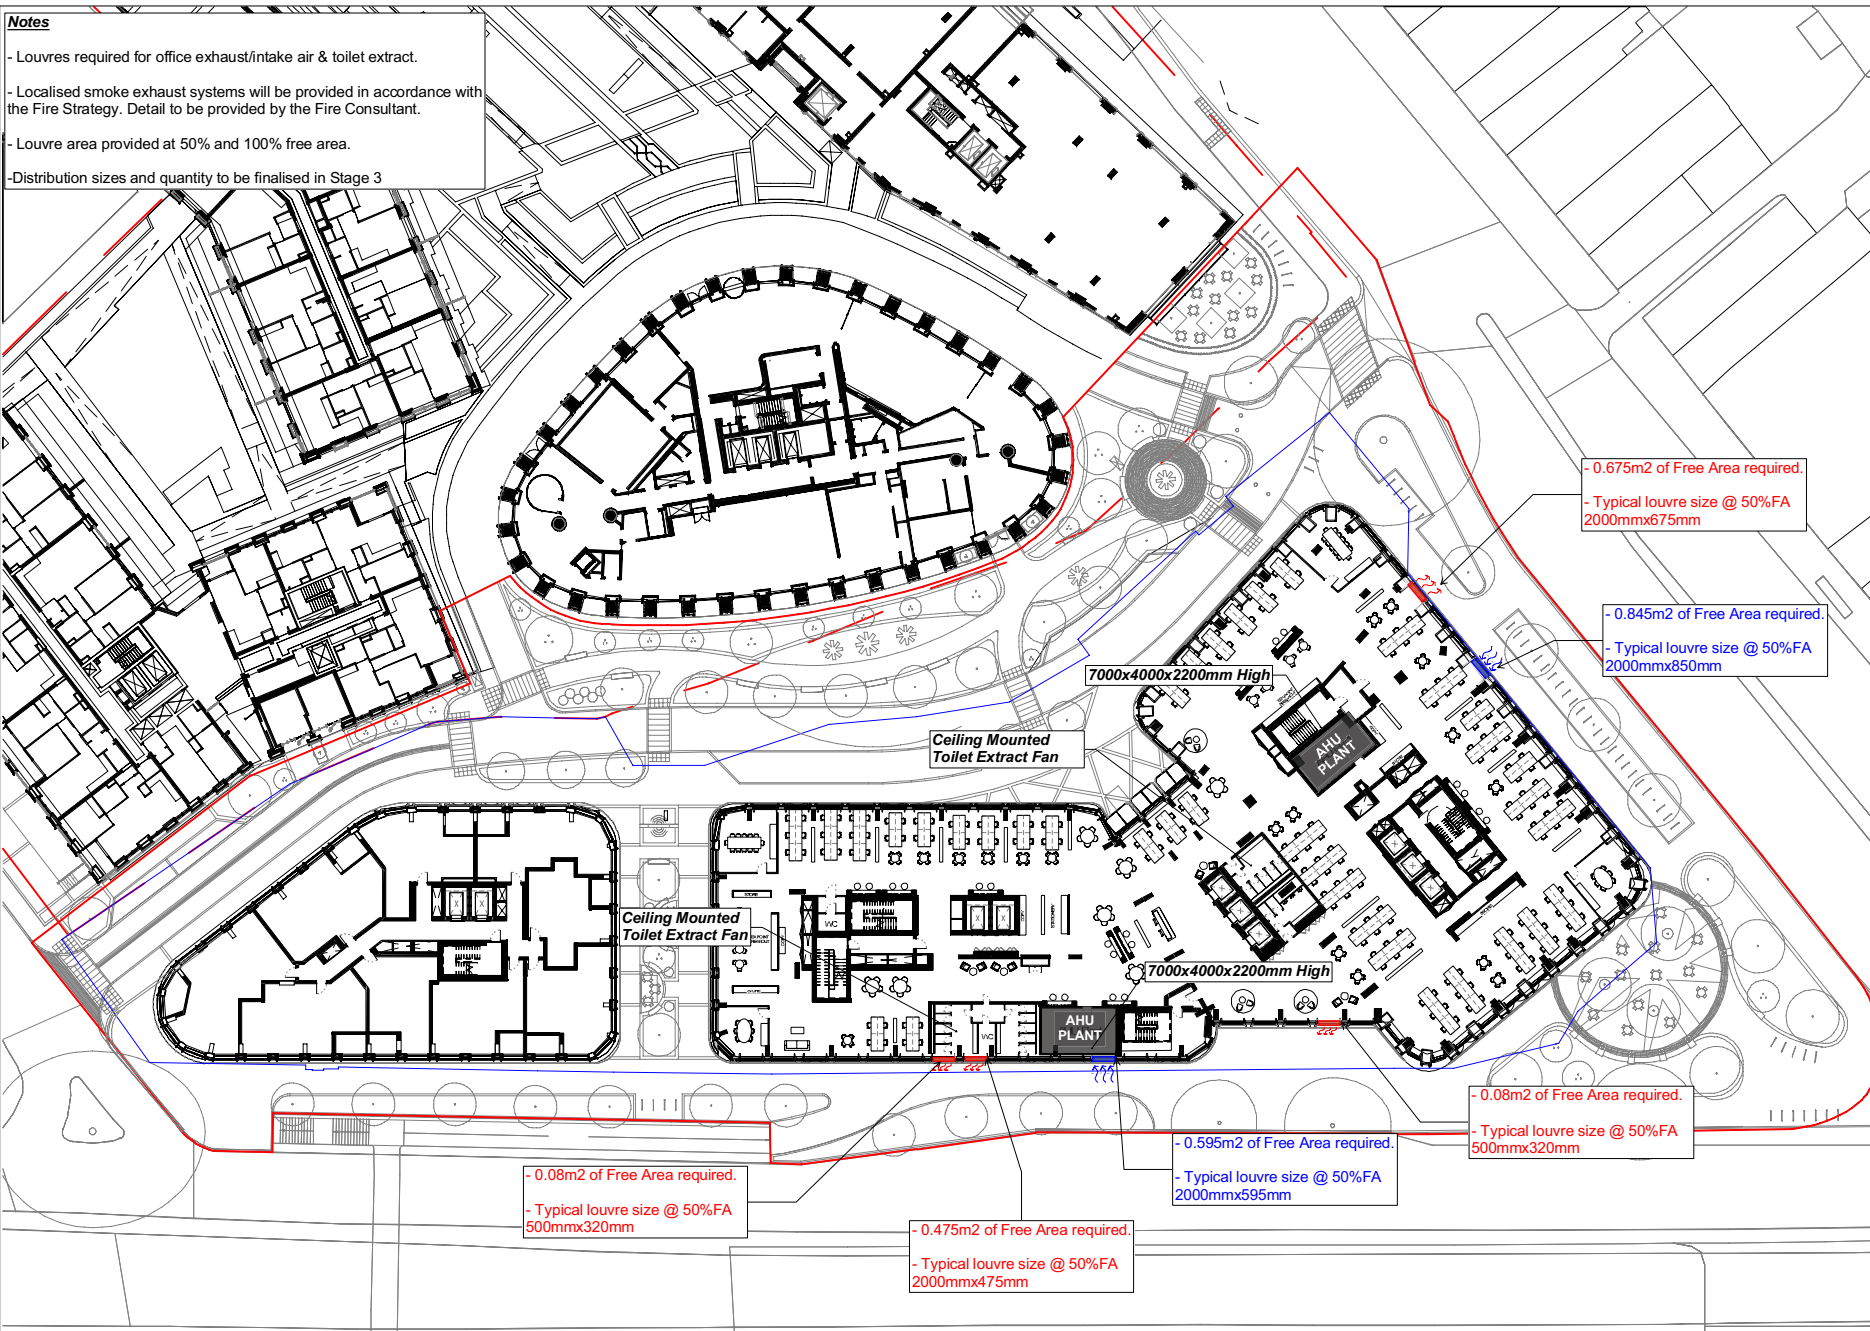 Notes
- Louvres required for office exhaust/intake air & toilet extract.
- Localised smoke exhaust systems will be provided in accordance with
the Fire Strategy. Detail to be provided by the Fire Consultant.
- Louvre area provided at 50% and 100% free area.
-Distribution sizes and quantity to be finalised in Stage 3
- 0.675m2 of Free Area required.
- Typical louvre size @ 50%FA
2000mmx675mm
- 0.845m2 of Free Area required.
- Typical louvre size @ 50%FA
2000mmx850mm
7000x4000x2200mm High
AHU
PLANT
Ceiling Mounted
Toilet Extract Fan
Ceiling Mounted
Toilet Extract Fan
WC
7000x4000x2200mm High
AHU
PLANT
WC
- 0.08m2 of Free Area required.
- Typical louvre size @ 50%FA
500mmx320mm
- 0.595m2 of Free Area required.
- Typical louvre size @ 50%FA
2000mmx595mm
- 0.08m2 of Free Area required.
- Typical louvre size @ 50%FA
500mmx320mm
- 0.475m2 of Free Area required.
- Typical louvre size @ 50%FA
2000mmx475mm